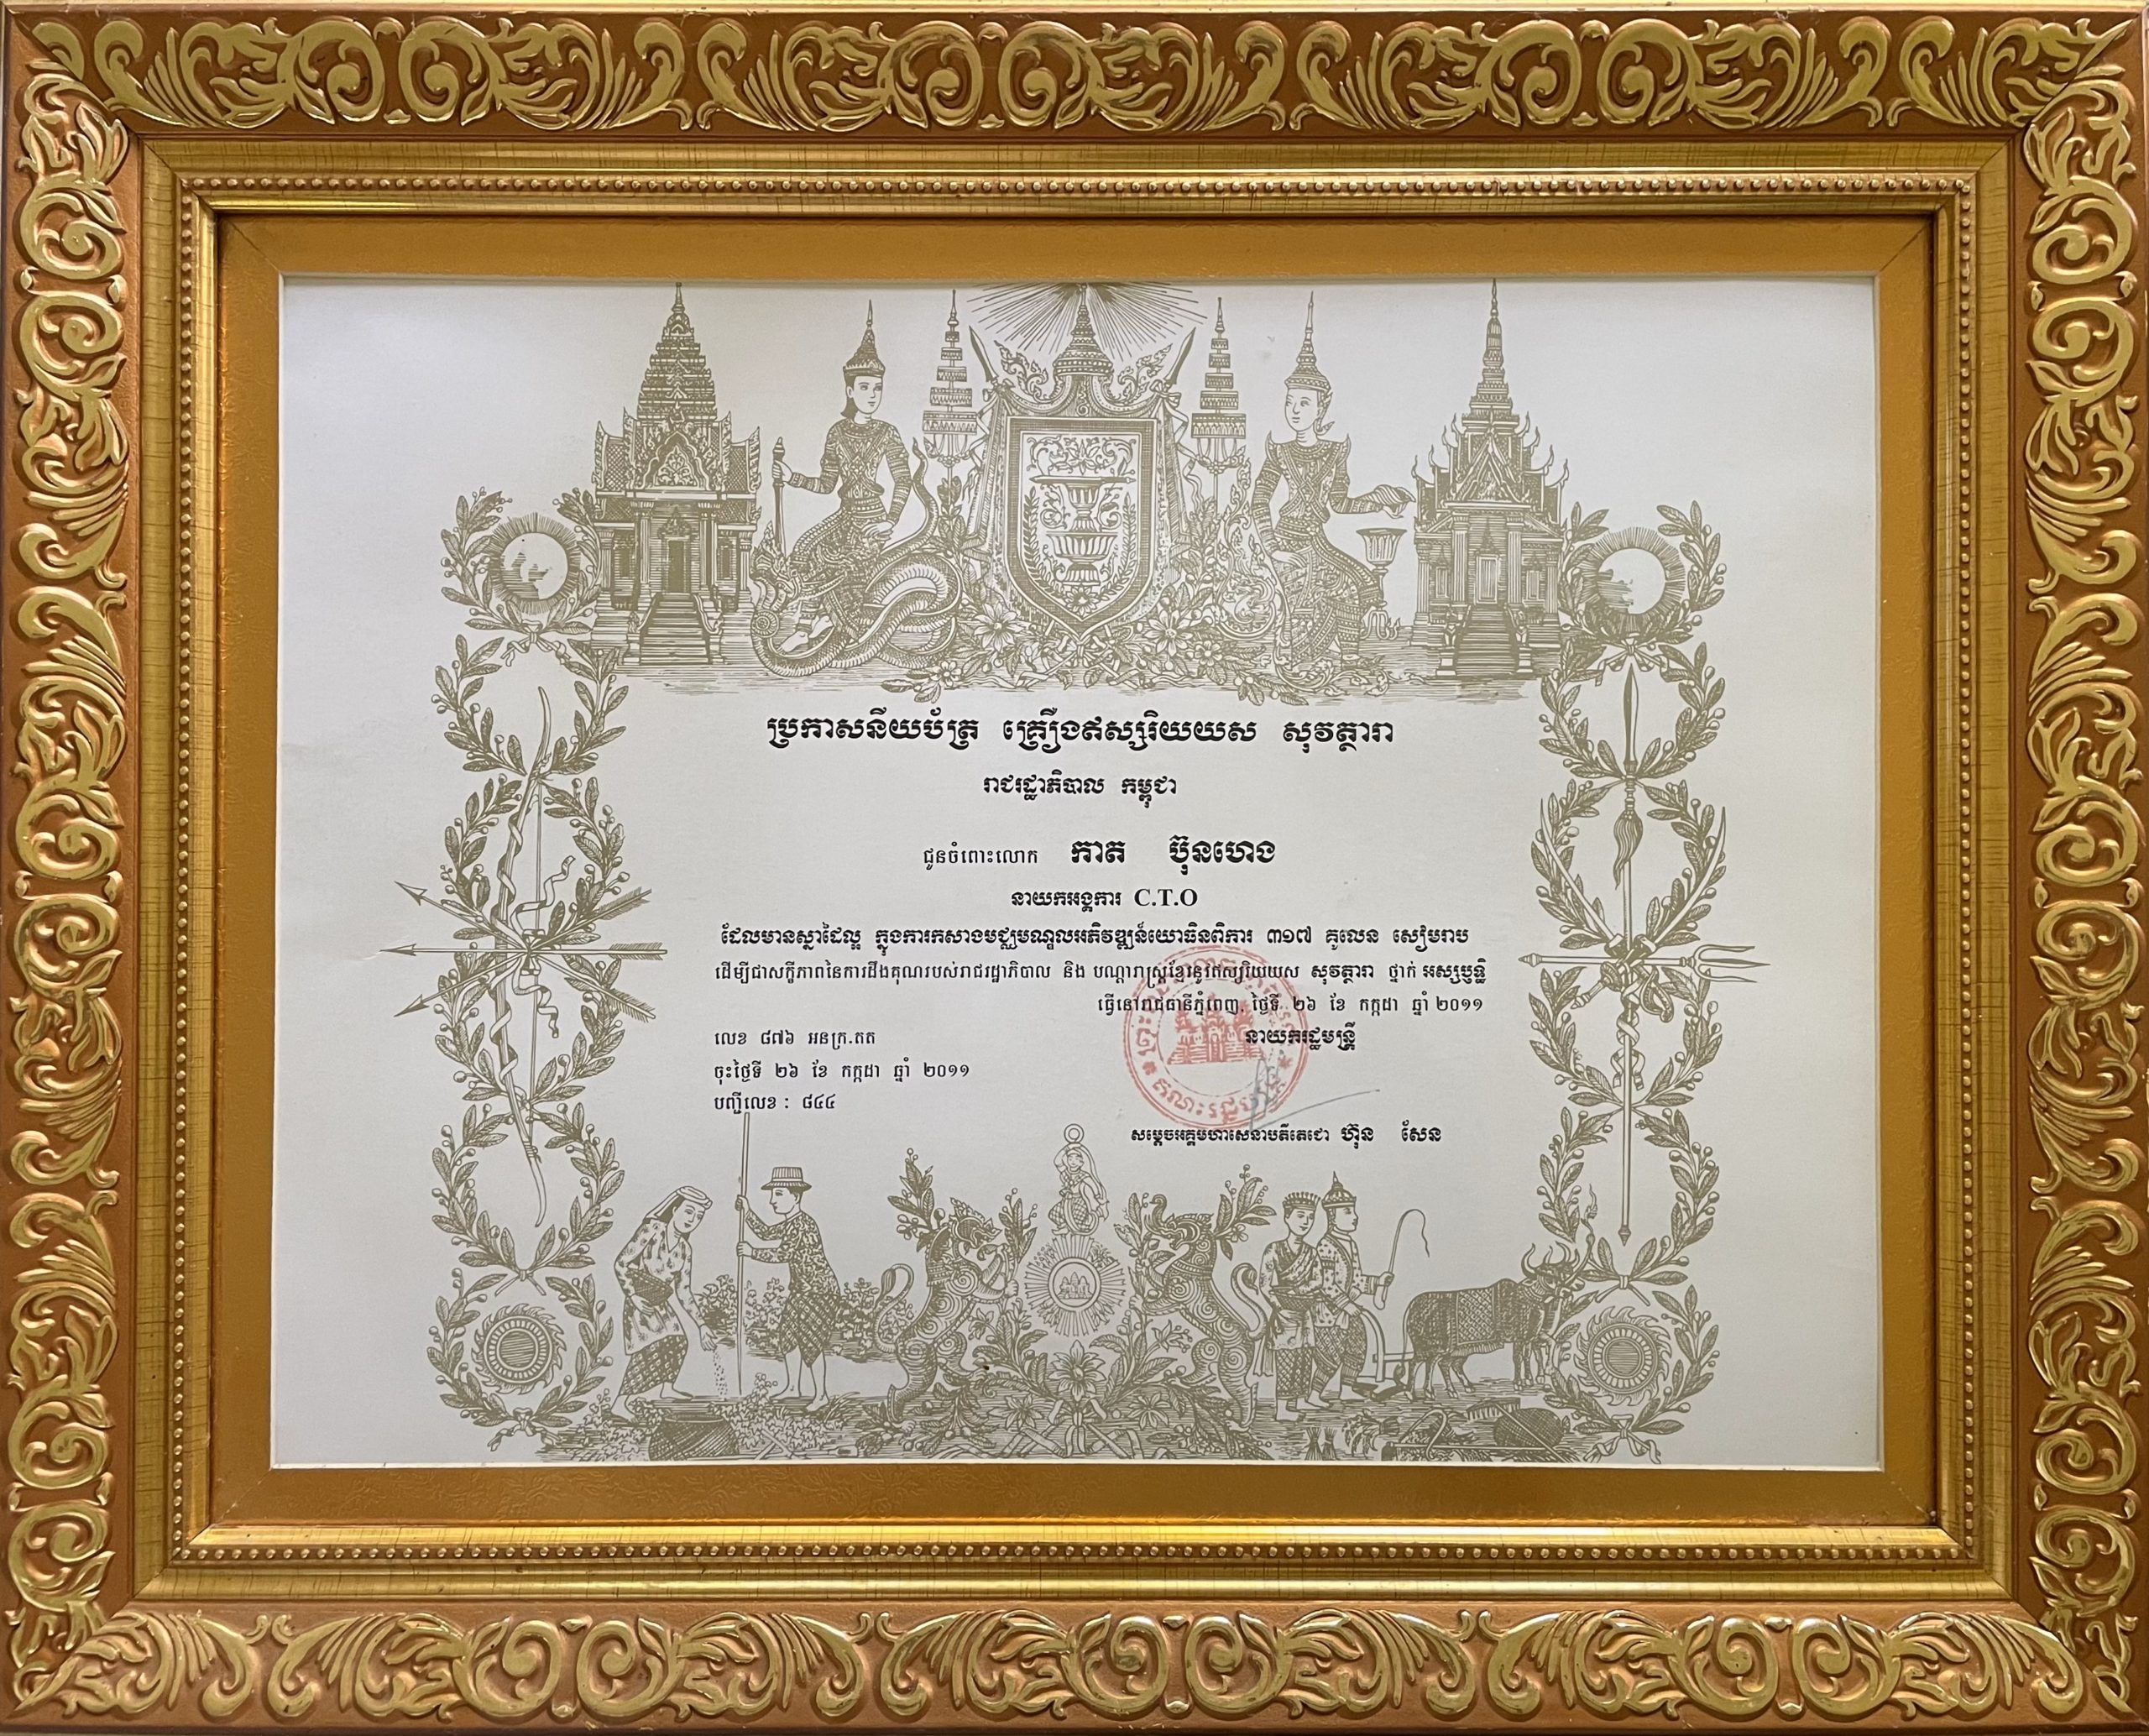 ប្រកាសនីយប័ត្រ គ្រឿងឥស្សរិយយស សុវត្ថារា
រាជរដ្ឋាភិបាល កម្ពុជា
ជូនចំពោះលោក កាត ប៊ុនហេង
នាយកអង្គការ C.T.O
ដែលមានស្នាដៃល្អ ក្នុងការកសាងមជ្ឈមណ្ឌលអភិវឌ្ឍន៍យោធិនពិការ ៣១៧ គូលេន សៀមរាប
ដើម្បីជាសក្ខីភាពនៃការដឹងគុណរបស់រាជរដ្ឋាភិបាល និង បណ្ដារាស្ត្រខ្មែរនូវឥស្សរិយយស សុវត្ថារា ថ្នាក់ អស្សឫទ្ធិ
ធ្វើនៅរាជធានីភ្នំពេញ, ថ្ងៃទី ២៦ ខែ កក្កដា ឆ្នាំ ២០១១
លេខ ៨៧៦ អនក្រ.តត
នាយករដ្ឋមន្ត្រី
ចុះថ្ងៃទី ២៦ ខែ កក្កដា ឆ្នាំ ២០១១
បញ្ជីលេខ : ៨៤៤
សម្ដេចអគ្គមហាសេនាបតីតេជោ ហ៊ុន សែន